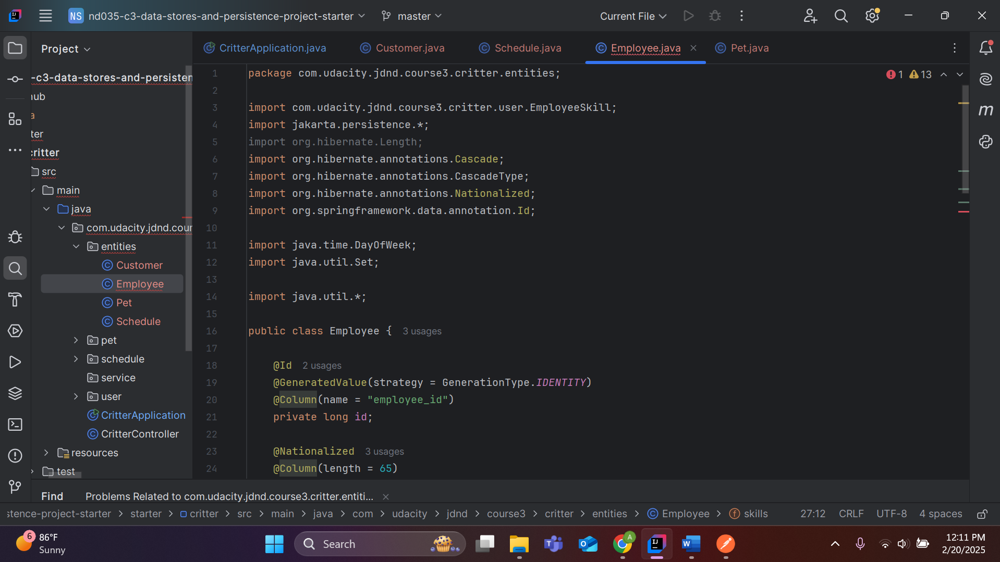 NS nd035-c3-data-stores-and-persistence-project-starter master Current File
Project
CritterApplication.java Customer.java Schedule.java Employee.java Pet.java
-c3-data-stores-and-persisten
hub
a
ter
critter
src
main
java
com.udacity.jdnd.cour
entities
Customer
Employee
Pet
Schedule
pet
schedule
service
user
CritterApplication
CritterController
resources
test
1 13
1 package com.udacity.jdnd.course3.critter.entities;
2
3 import com.udacity.jdnd.course3.critter.user.EmployeeSkill;
4 import jakarta.persistence.*;
5 import org.hibernate.Length;
6 import org.hibernate.annotations.Cascade;
7 import org.hibernate.annotations.CascadeType;
8 import org.hibernate.annotations.Nationalized;
9 import org.springframework.data.annotation.Id;
10
11 import java.time.DayOfWeek;
12 import java.util.Set;
13
14 import java.util.*;
15
16 public class Employee { 3 usages
17
18 @Id 2 usages
19 @GeneratedValue(strategy = GenerationType.IDENTITY)
20 @Column(name = "employee_id")
21 private long id;
22
23 @Nationalized 3 usages
24 @Column(length = 65)
m
Find Problems Related to com.udacity.jdnd.course3.critter.entiti...
stence-project-starter > starter > critter > src > main > java > com > udacity > jdnd > course3 > critter > entities > Employee > skills 27:12 CRLF UTF-8 4 spaces
6 86°F
Sunny
Search
A
12:11 PM
2/20/2025